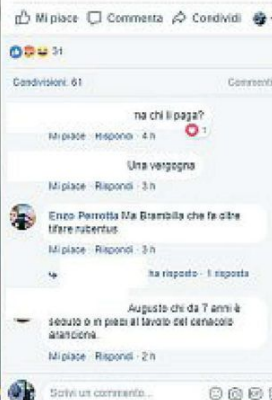 Mi piace Commenta Condividi
31
Condivisioni: 61 Commenti
ma chi li paga?
1
Mi piace · Rispondi · 4 h
Una vergogna
Mi piace · Rispondi · 3 h
Enzo Perrotta Ma Brambilla che fa oltre
tifare rubentus
Mi piace · Rispondi · 3 h
ha risposto · 1 risposta
Augusto chi da 7 anni è
seduto o in piedi al tavolo del cenacolo
arancione.
Mi piace · Rispondi · 2 h
Scrivi un commento...